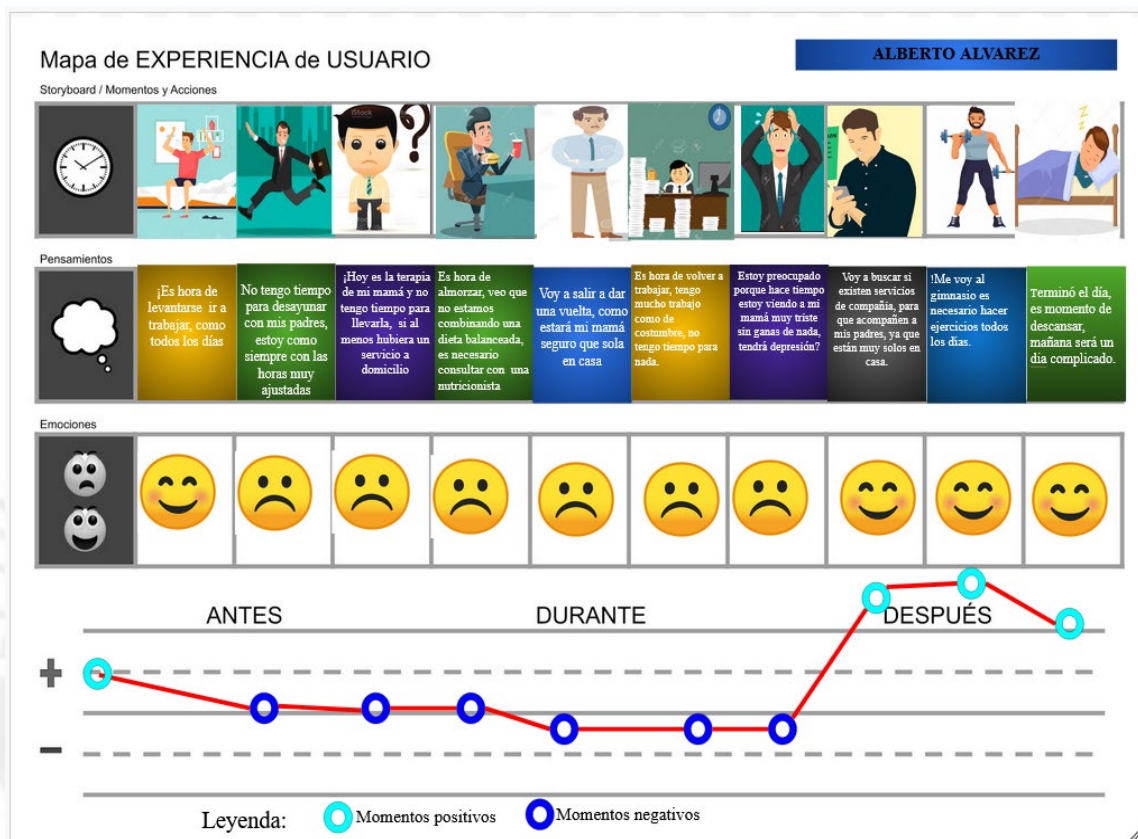 Mapa de EXPERIENCIA de USUARIO
ALBERTO ALVAREZ
Storyboard / Momentos y Acciones
iStock
Pensamientos
¡Es hora de
levantarse ir a
trabajar, como
todos los días
No tengo tiempo
para desayunar
con mis padres,
estoy como
siempre con las
horas muy
ajustadas
¡Hoy es la terapia
de mi mamá y no
tengo tiempo para
llevarla, si al
menos hubiera un
servicio a
domicilio
Es hora de
almorzar, veo que
no estamos
combinando una
dieta balanceada,
es necesario
consultar con una
nutricionista
Voy a salir a dar
una vuelta, como
estará mi mamá
seguro que sola
en casa
Es hora de volver a
trabajar, tengo
mucho trabajo
como de
costumbre, no
tengo tiempo para
nada.
Estoy preocupado
porque hace tiempo
estoy viendo a mi
mamá muy triste
sin ganas de nada,
tendrá depresión?
Voy a buscar si
existen servicios
de compañía, para
que acompañen a
mis padres, ya que
están muy solos en
casa.
!Me voy al
gimnasio es
necesario hacer
ejercicios todos
los días.
Terminó el día,
es momento de
descansar,
mañana será un
día complicado.
Emociones
ANTES
DURANTE
DESPUÉS
+
−
Leyenda:
Momentos positivos
Momentos negativos